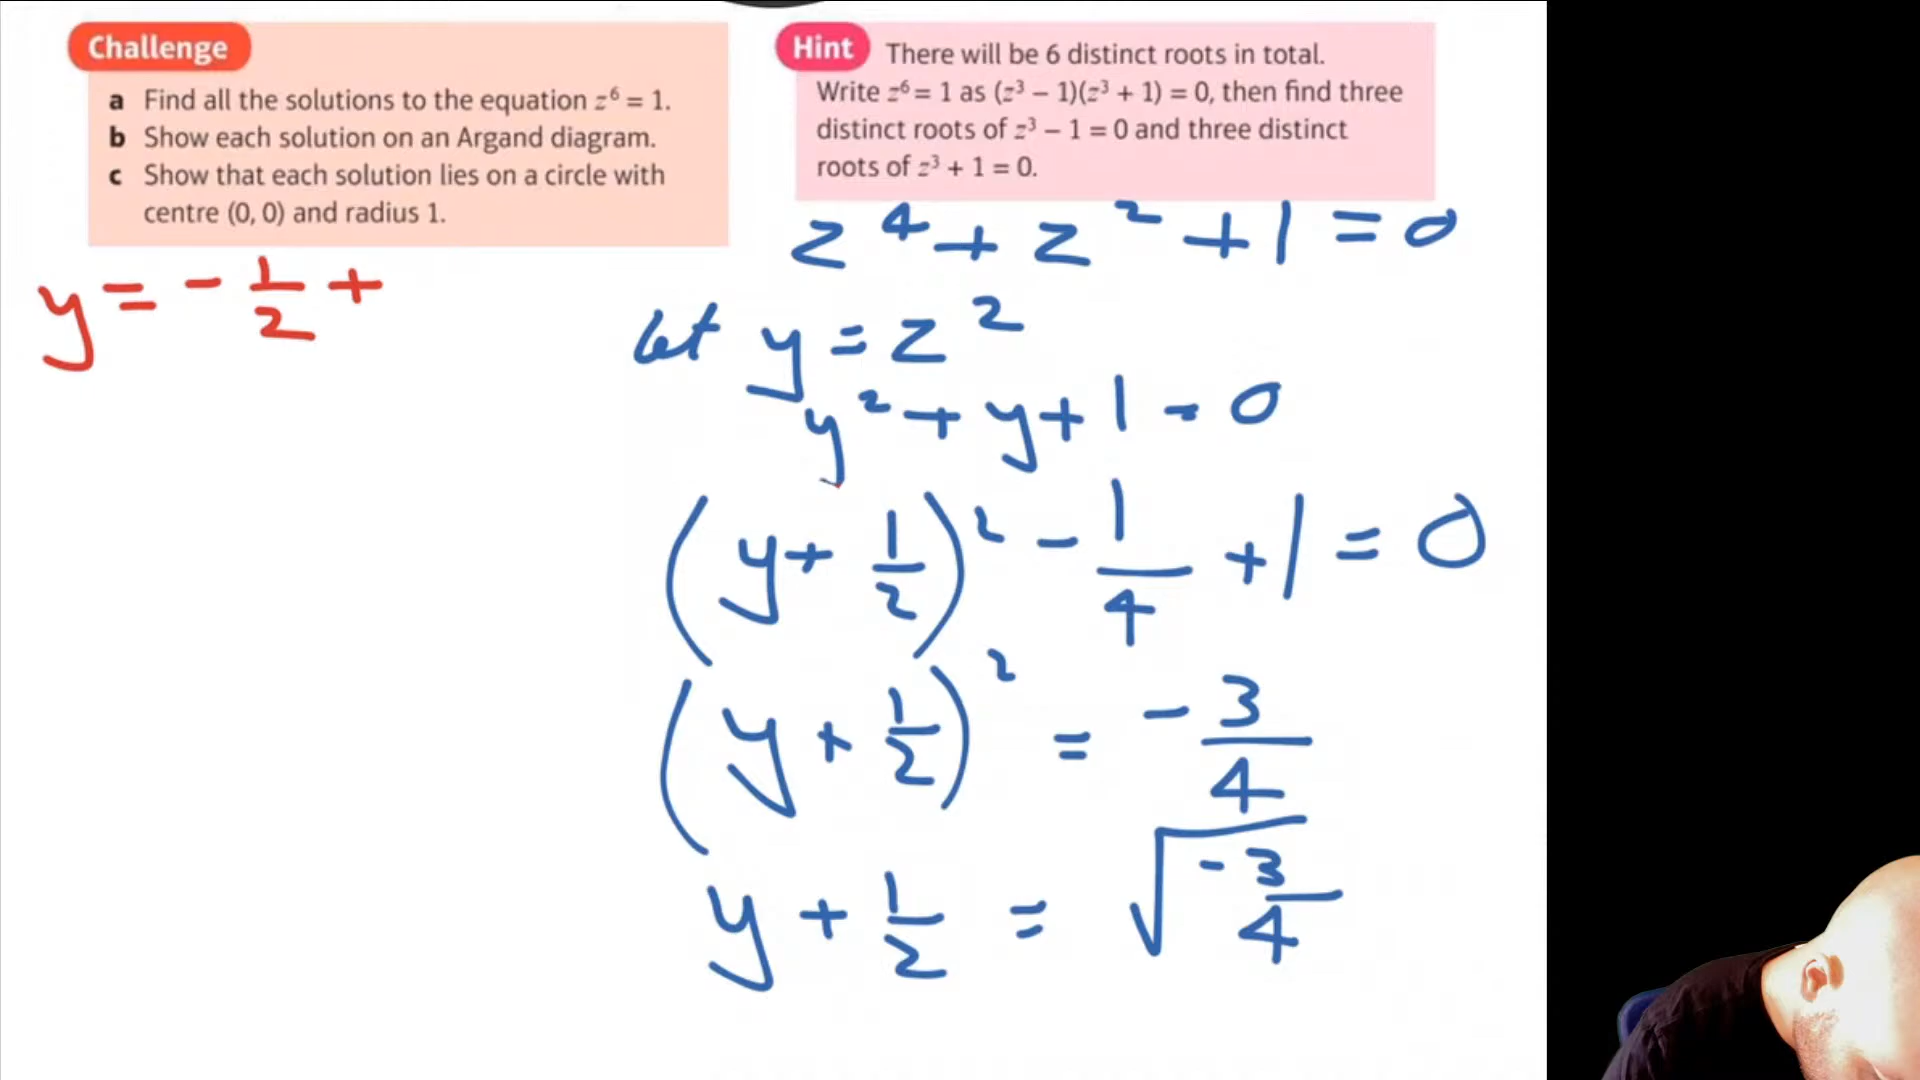 Challenge
a Find all the solutions to the equation z⁶ = 1.
b Show each solution on an Argand diagram.
c Show that each solution lies on a circle with
centre (0, 0) and radius 1.
Hint There will be 6 distinct roots in total.
Write z⁶ = 1 as (z³ − 1)(z³ + 1) = 0, then find three
distinct roots of z³ − 1 = 0 and three distinct
roots of z³ + 1 = 0.
y = - 1/2 +
z⁴ + z² + 1 = 0
let y = z²
y² + y + 1 = 0
(y + 1/2)² - 1/4 + 1 = 0
(y + 1/2)² = -3/4
y + 1/2 = √(-3/4)